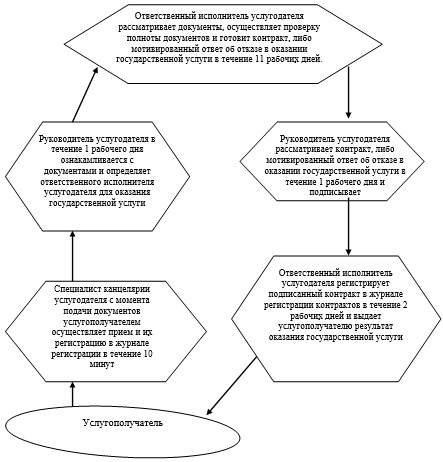 Ответственный исполнитель услугодателя
рассматривает документы, осуществляет проверку
полноты документов и готовит контракт, либо
мотивированный ответ об отказе в оказании
государственной услуги в течение 11 рабочих дней.
Руководитель услугодателя в
течение 1 рабочего дня
ознакамливается с
документами и определяет
ответственного исполнителя
услугодателя для оказания
государственной услуги
Руководитель услугодателя
рассматривает контракт, либо
мотивированный ответ об отказе в
оказании государственной услуги в
течение 1 рабочего дня и
подписывает
Специалист канцелярии
услугодателя с момента
подачи документов
услугополучателем
осуществляет прием и их
регистрацию в журнале
регистрации в течение 10
минут
Ответственный исполнитель
услугодателя регистрирует
подписанный контракт в журнале
регистрации контрактов в течение 2
рабочих дней и выдает
услугополучателю результат
оказания государственной услуги
Услугополучатель